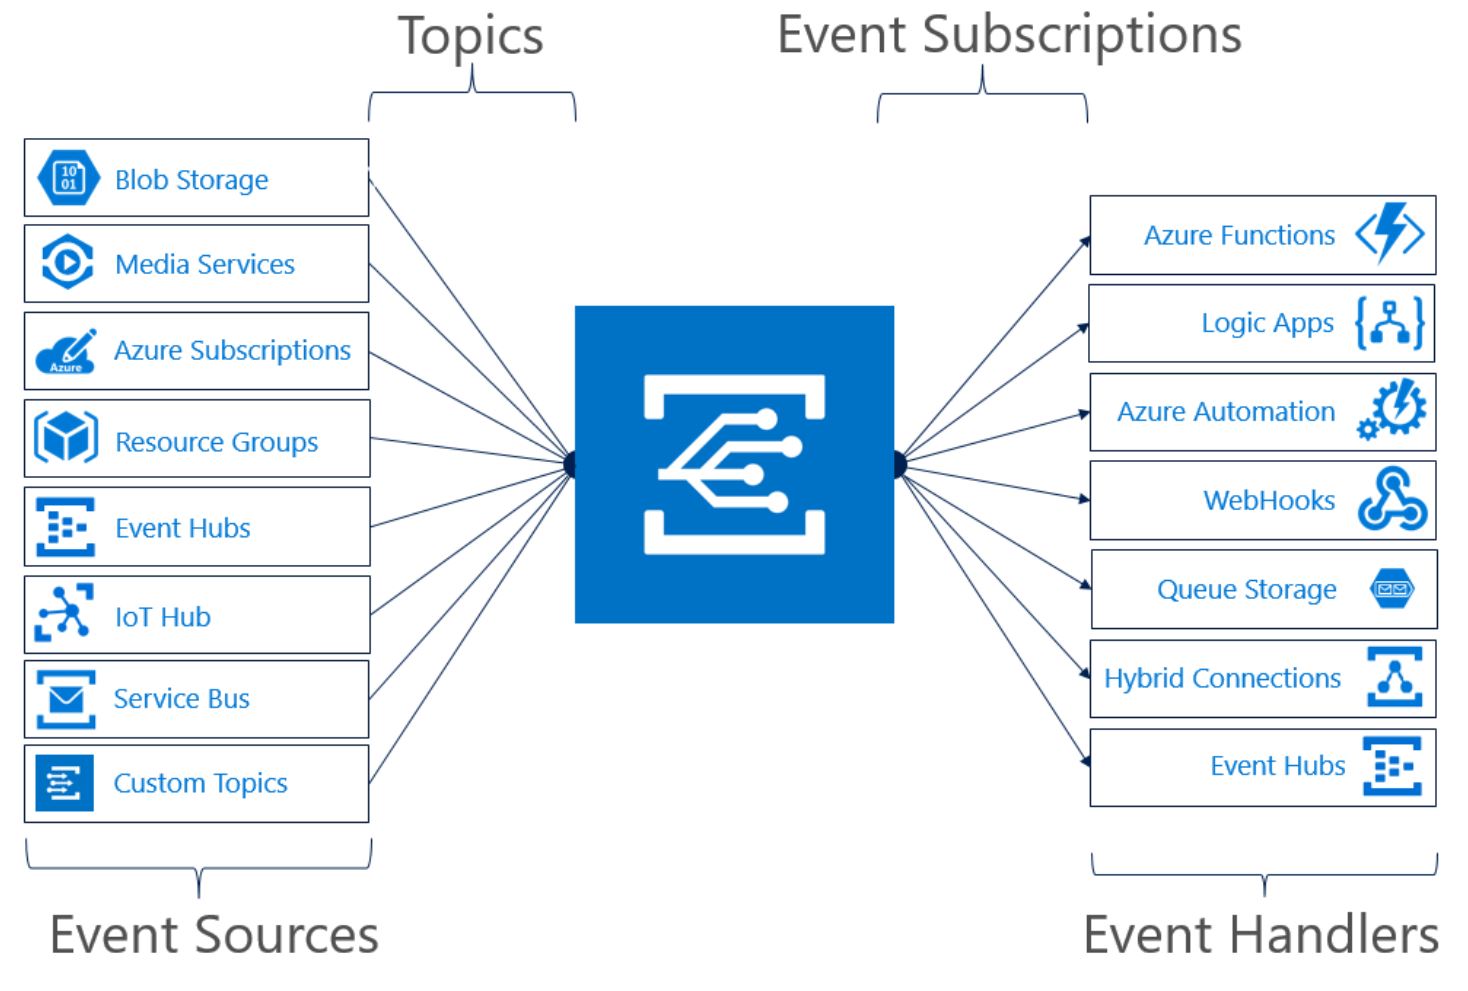 Topics
Event Subscriptions
Blob Storage
10
01
Media Services
Azure Subscriptions
Azure
Resource Groups
Event Hubs
IoT Hub
Service Bus
Custom Topics
Event Sources
Azure Functions
Logic Apps
Azure Automation
WebHooks
Queue Storage
Hybrid Connections
Event Hubs
Event Handlers